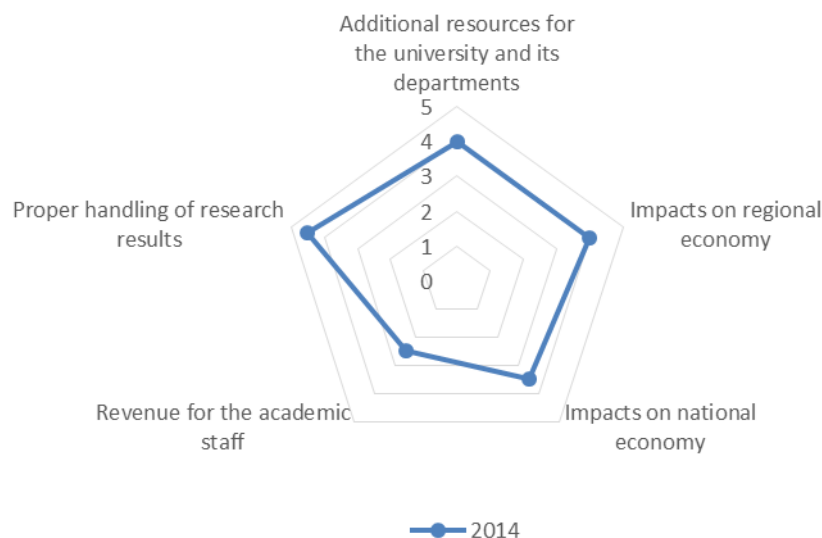 Additional resources for
the university and its
departments
5
4
3
2
1
0
Impacts on regional
economy
Impacts on national
economy
Revenue for the academic
staff
Proper handling of research
results
2014